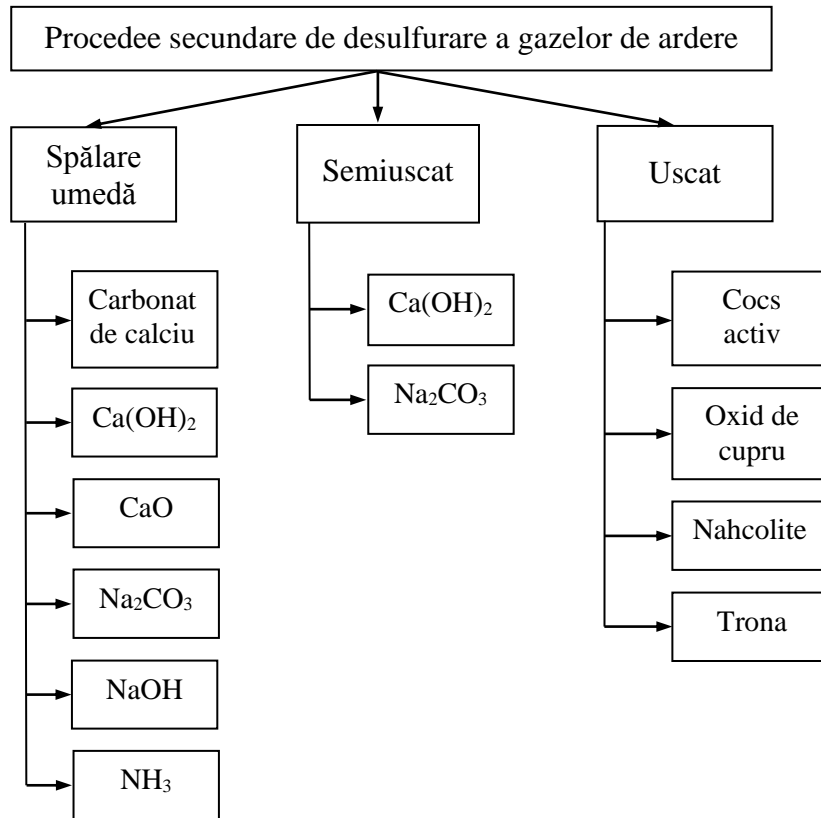 Procedee secundare de desulfurare a gazelor de ardere
Spălare
umedă
Semiuscat
Uscat
Carbonat
de calciu
Ca(OH)₂
CaO
Na₂CO₃
NaOH
NH₃
Ca(OH)₂
Na₂CO₃
Cocs
activ
Oxid de
cupru
Nahcolite
Trona